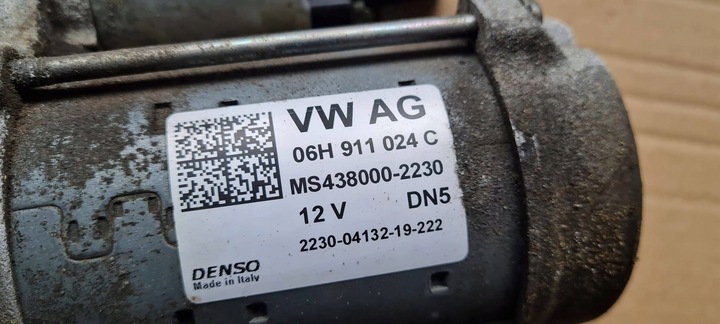 VW AG
06H 911 024 C
MS438000-2230
12 V DN5
2230-04132-19-222
DENSO
Made in Italy